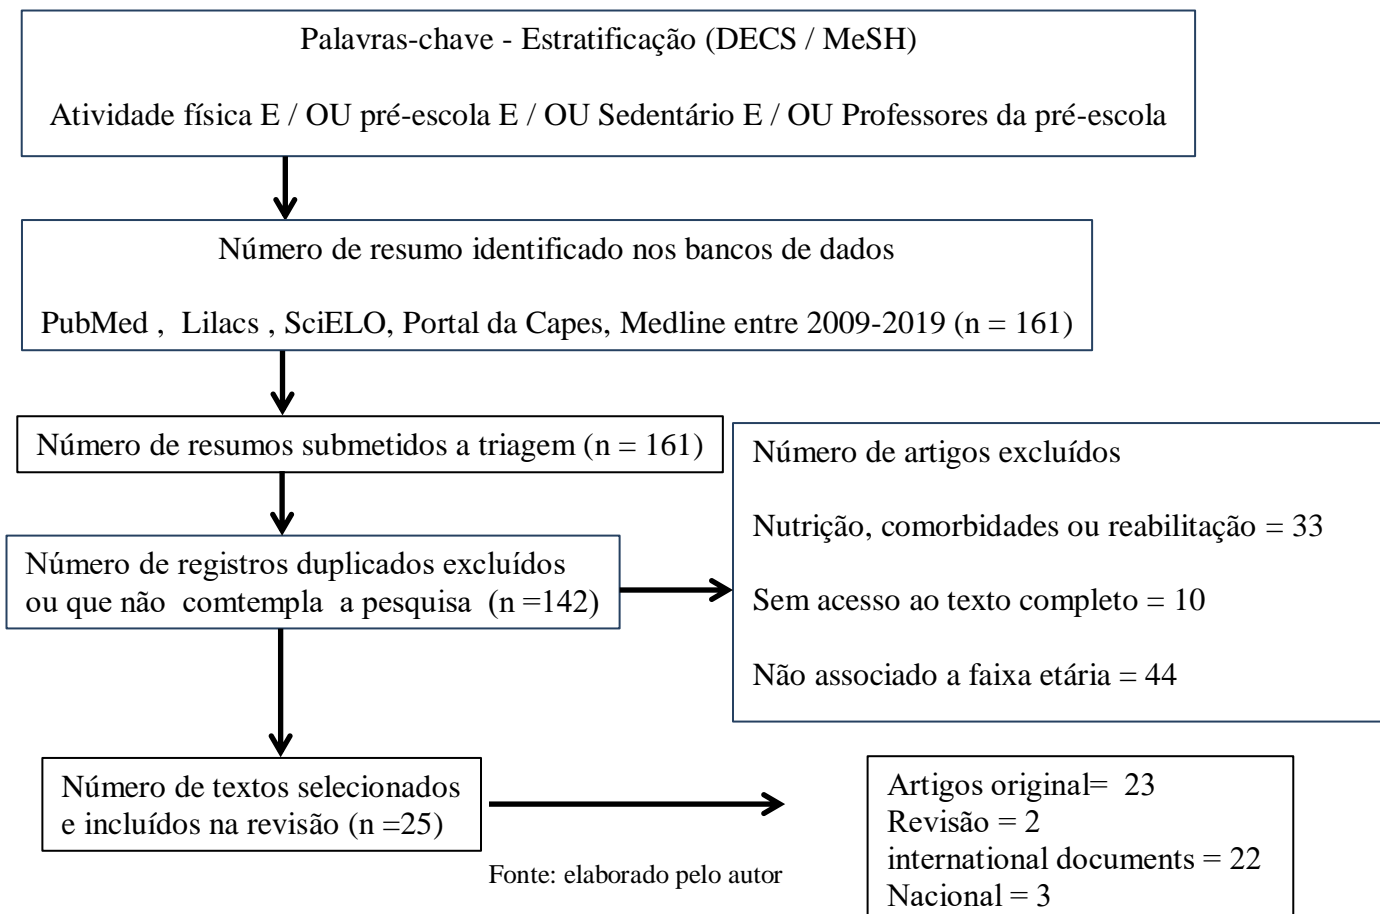 Palavras-chave - Estratificação (DECS / MeSH)
Atividade física E / OU pré-escola E / OU Sedentário E / OU Professores da pré-escola
Número de resumo identificado nos bancos de dados
PubMed , Lilacs , SciELO, Portal da Capes, Medline entre 2009-2019 (n = 161)
Número de resumos submetidos a triagem (n = 161)
Número de registros duplicados excluídos
ou que não comtempla a pesquisa (n =142)
Número de artigos excluídos
Nutrição, comorbidades ou reabilitação = 33
Sem acesso ao texto completo = 10
Não associado a faixa etária = 44
Número de textos selecionados
e incluídos na revisão (n =25)
Artigos original= 23
Revisão = 2
international documents = 22
Nacional = 3
Fonte: elaborado pelo autor